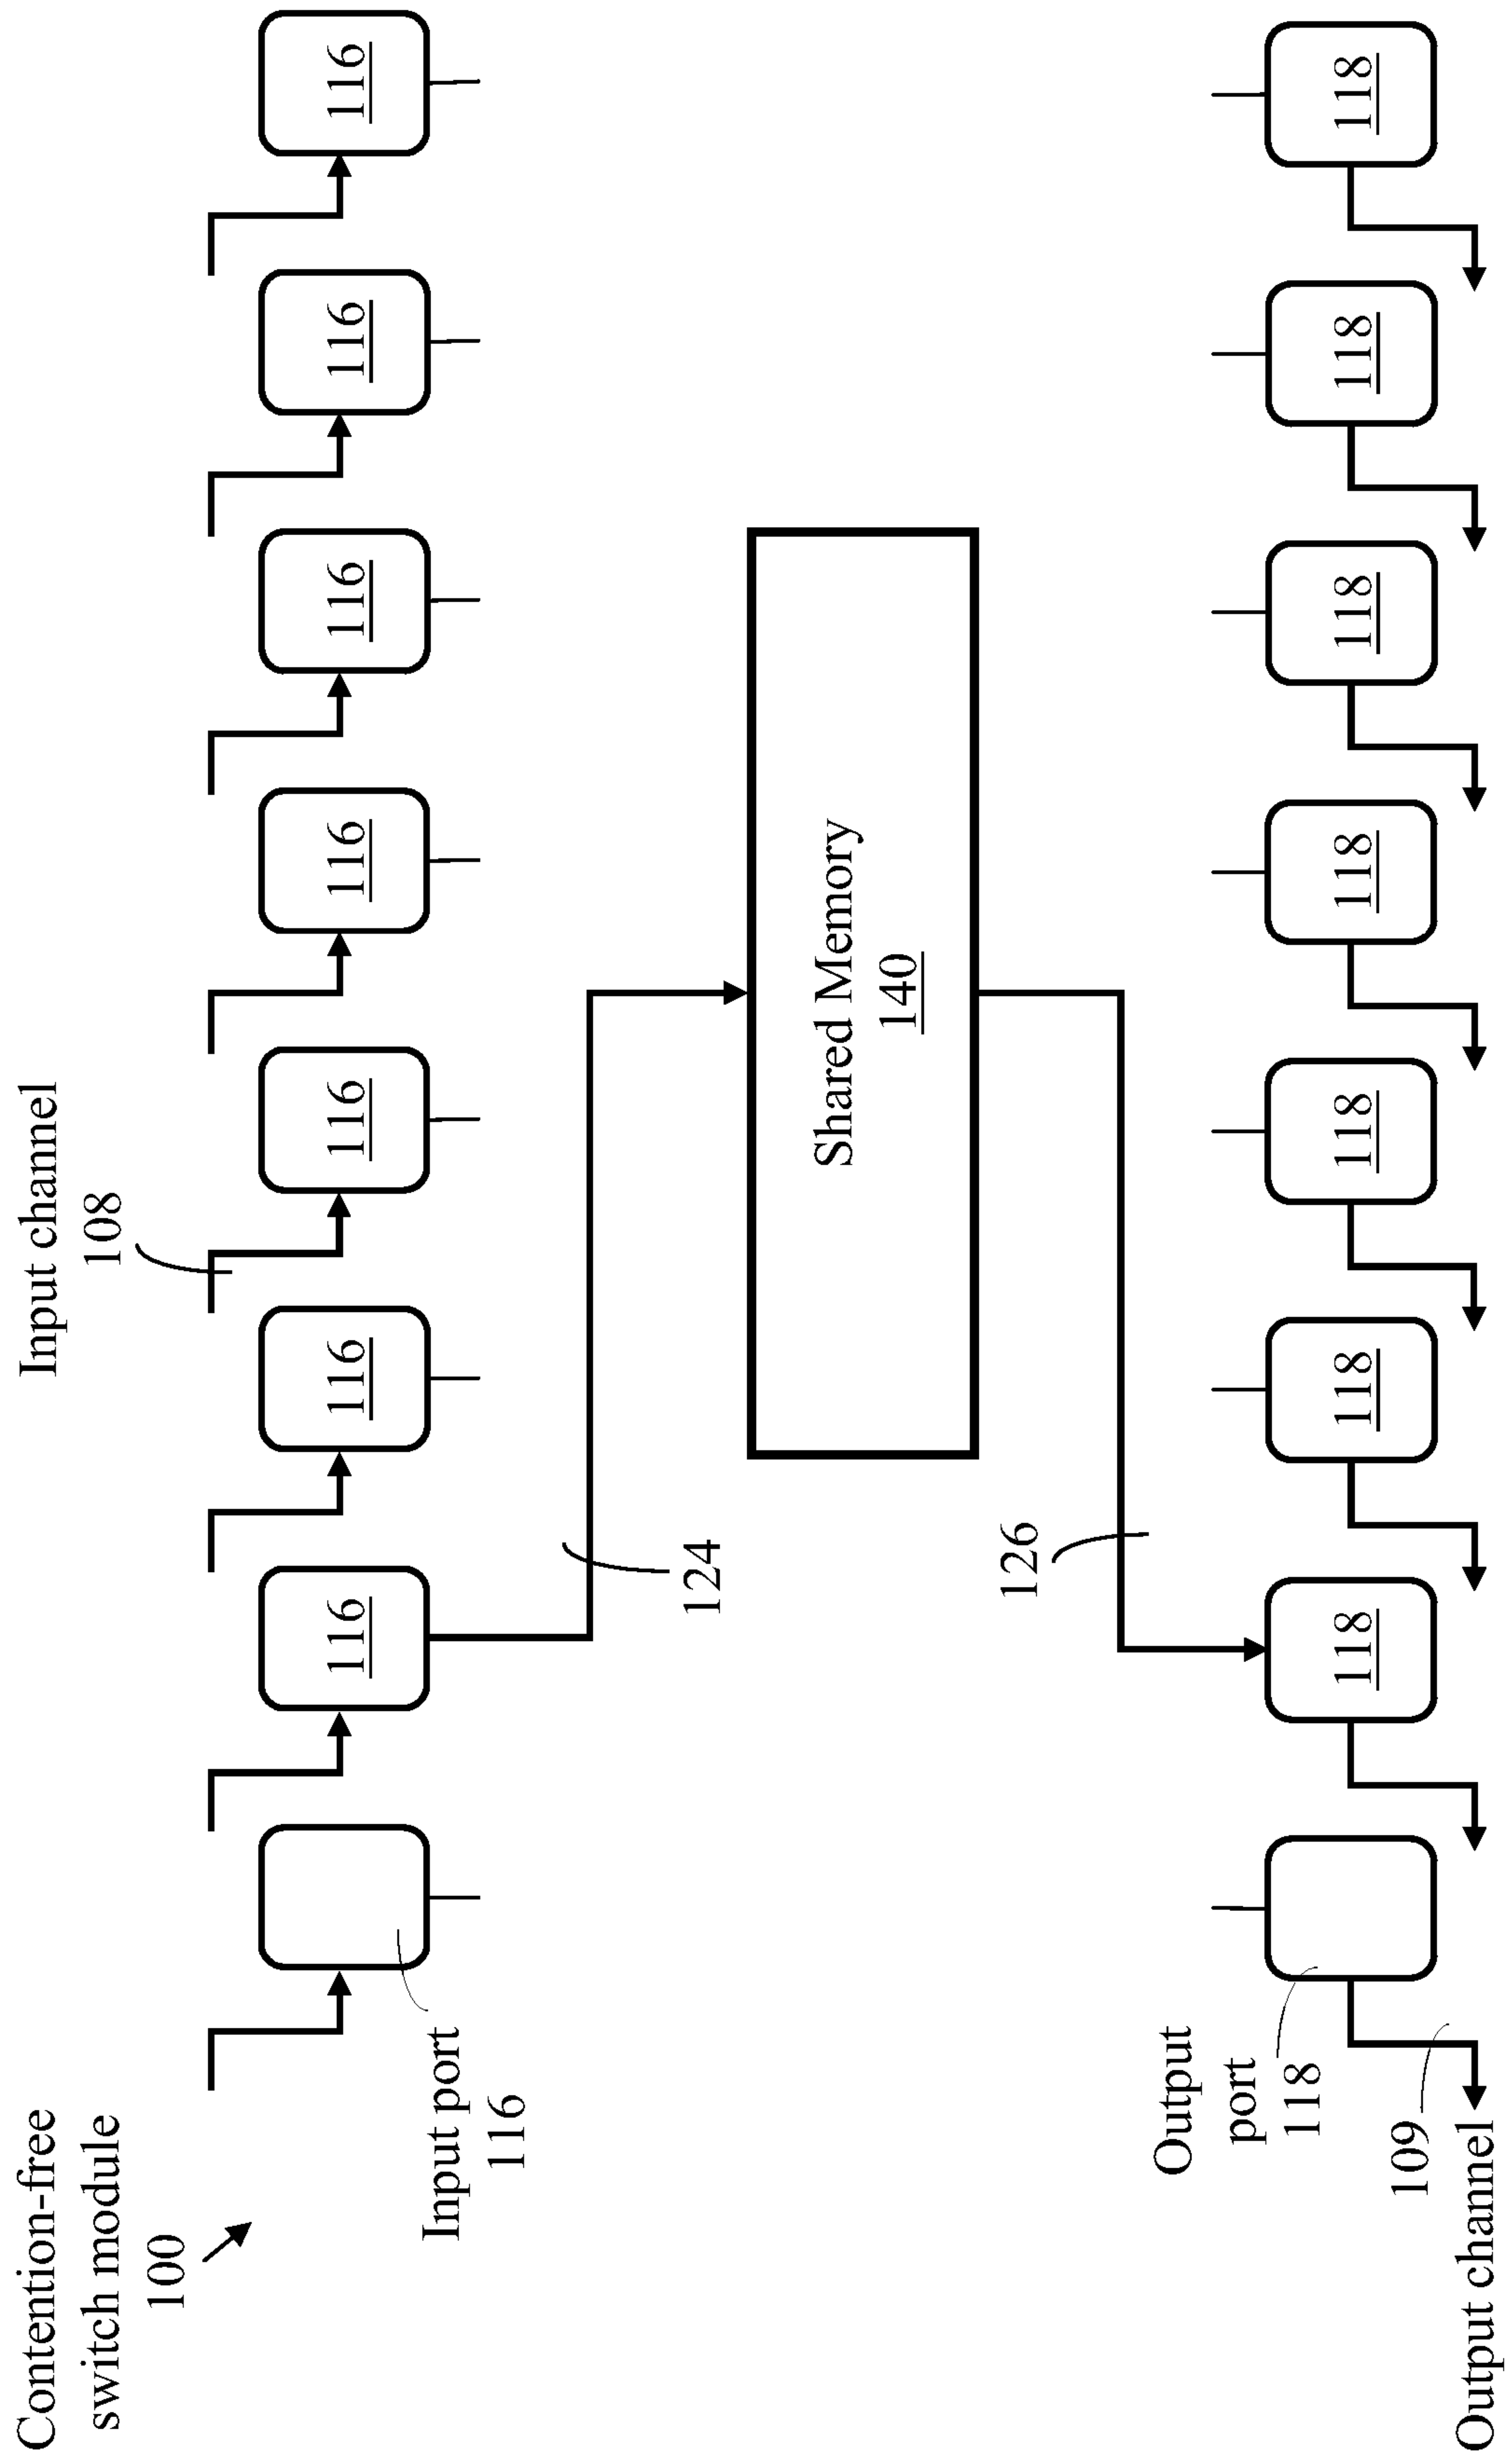 Contention-free
switch module
100
Input channel
108
116
116
116
116
116
116
116
Input port
116
124
Shared Memory
140
126
Output
port
118
118
118
118
118
118
118
118
109
Output channel